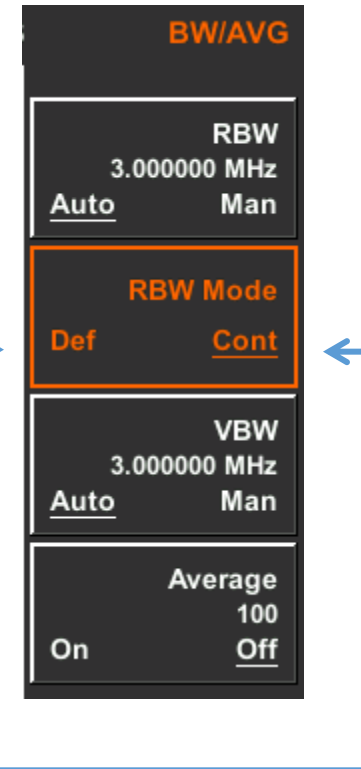 BW/AVG
RBW
3.000000 MHz
Auto Man
RBW Mode
Def Cont
VBW
3.000000 MHz
Auto Man
Average
100
On Off